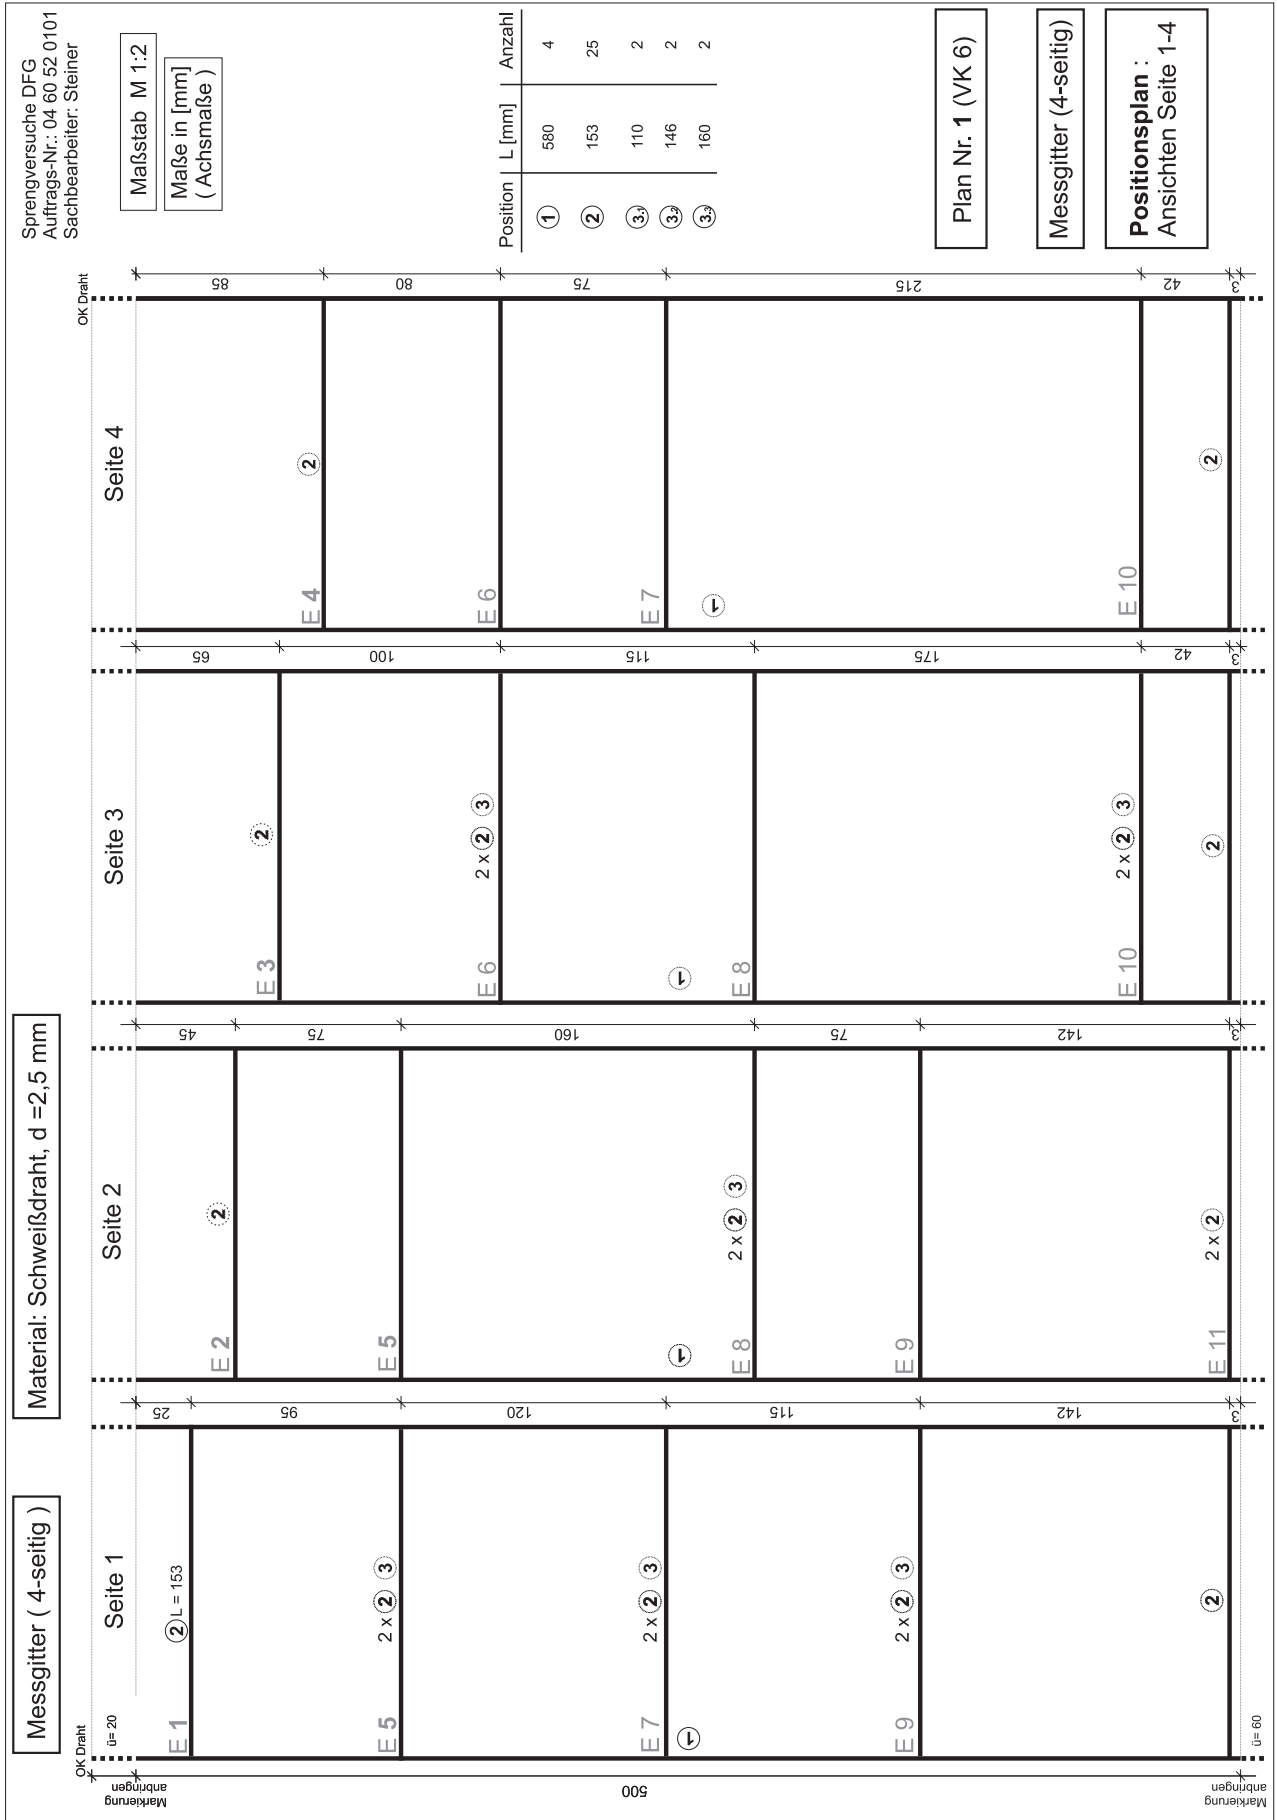 Messgitter ( 4-seitig )
Material: Schweißdraht, d =2,5 mm
Sprengversuche DFG
Auftrags-Nr.: 04 60 52 0101
Sachbearbeiter: Steiner
Maßstab M 1:2
Maße in [mm]
( Achsmaße )
Position L [mm] Anzahl
1 580 4
2 153 25
3.1 110 2
3.2 146 2
3.3 160 2
Plan Nr. 1 (VK 6)
Messgitter (4-seitig)
Positionsplan :
Ansichten Seite 1-4
OK Draht
Markierung
anbringen
ü= 20
500
Markierung
anbringen
ü= 60
Seite 1
E 1
2 L = 153
E 5
2 x 2 3
E 7
2 x 2 3
1
E 9
2 x 2 3
2
25
95
120
115
142
3
Seite 2
E 2
2
E 5
1
E 8
2 x 2 3
E 9
E 11
2 x 2
45
75
160
75
142
3
Seite 3
E 3
2
E 6
2 x 2 3
1
E 8
E 10
2 x 2 3
2
65
100
115
175
42
3
Seite 4
OK Draht
E 4
2
E 6
E 7
1
E 10
2
85
80
75
215
42
3